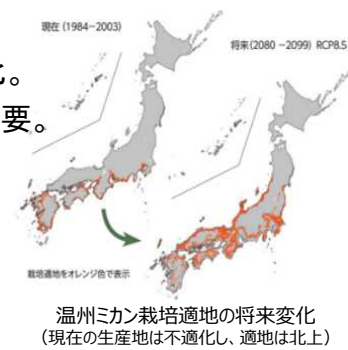 現在(1984-2003)
将来(2080-2099) RCP8.5
化。
要。
栽培適地をオレンジ色で表示
温州ミカン栽培適地の将来変化
(現在の生産地は不適化し、適地は北上)